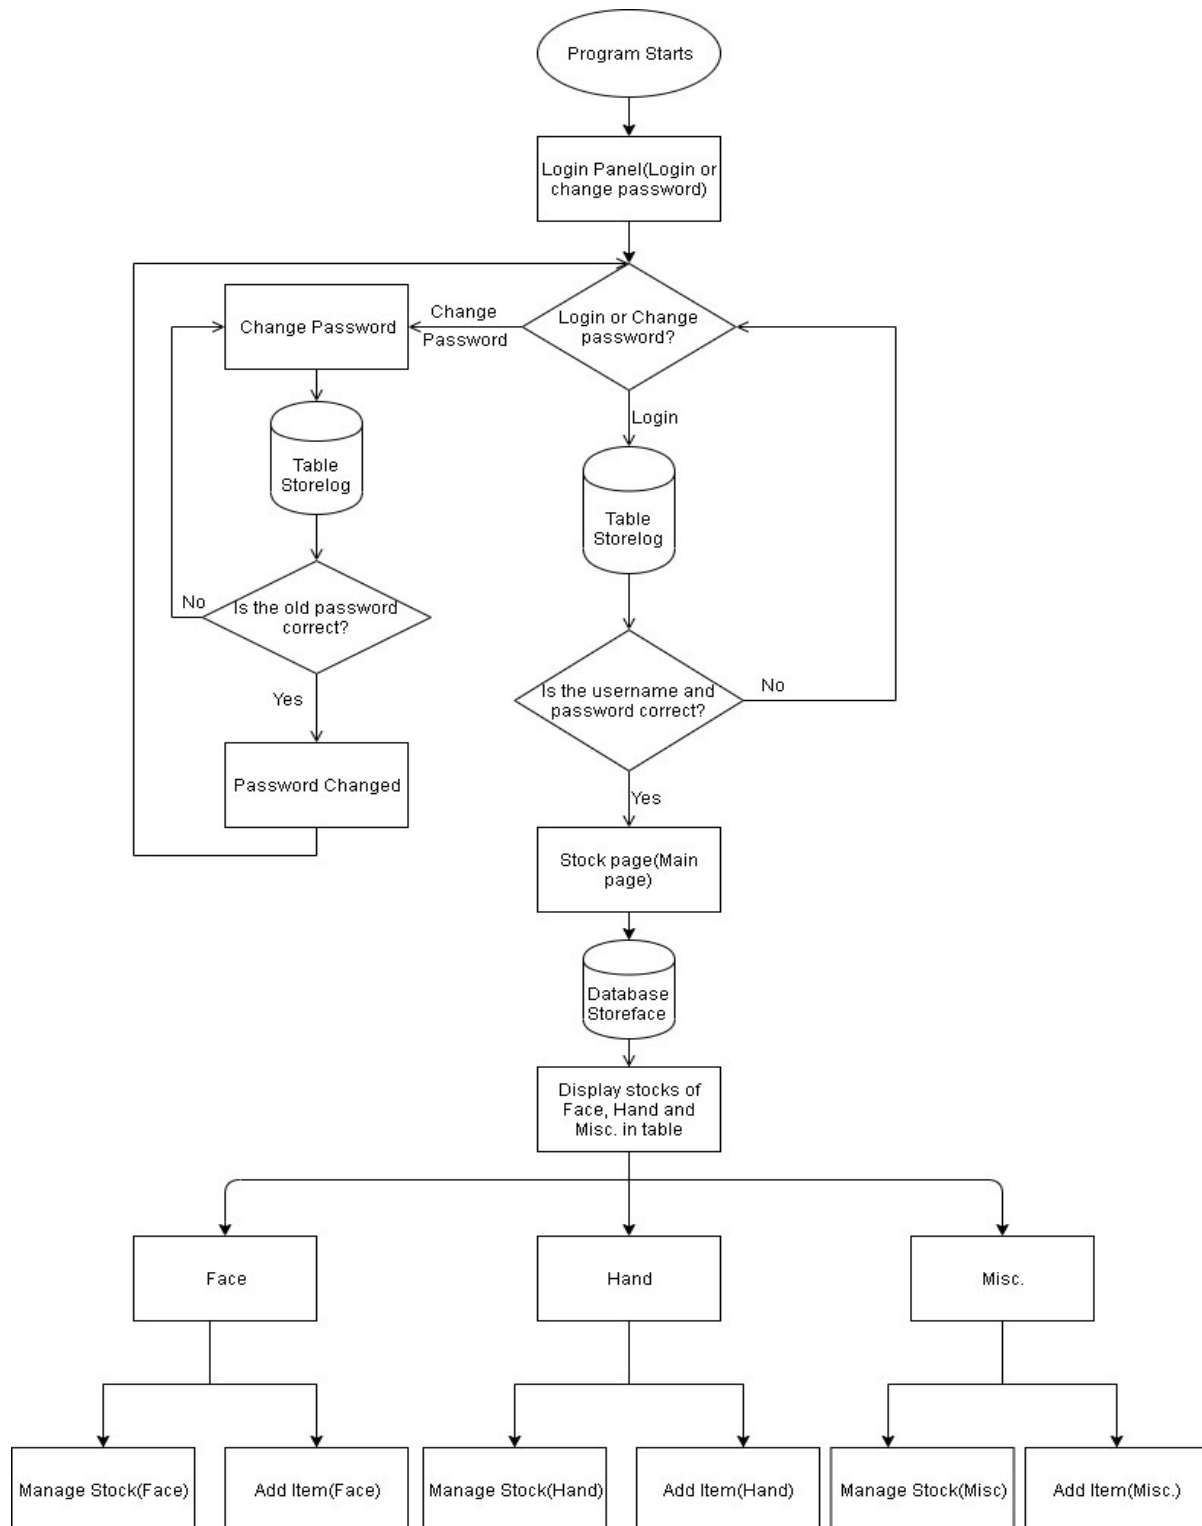 Program Starts
Login Panel(Login or
change password)
Login or Change
password?
Change
Password
Change Password
Login
Table
Storelog
Table
Storelog
Is the old password
correct?
No
Yes
Is the username and
password correct?
No
Password Changed
Yes
Stock page(Main
page)
Database
Storeface
Display stocks of
Face, Hand and
Misc. in table
Face
Hand
Misc.
Manage Stock(Face)
Add Item(Face)
Manage Stock(Hand)
Add Item(Hand)
Manage Stock(Misc)
Add Item(Misc.)